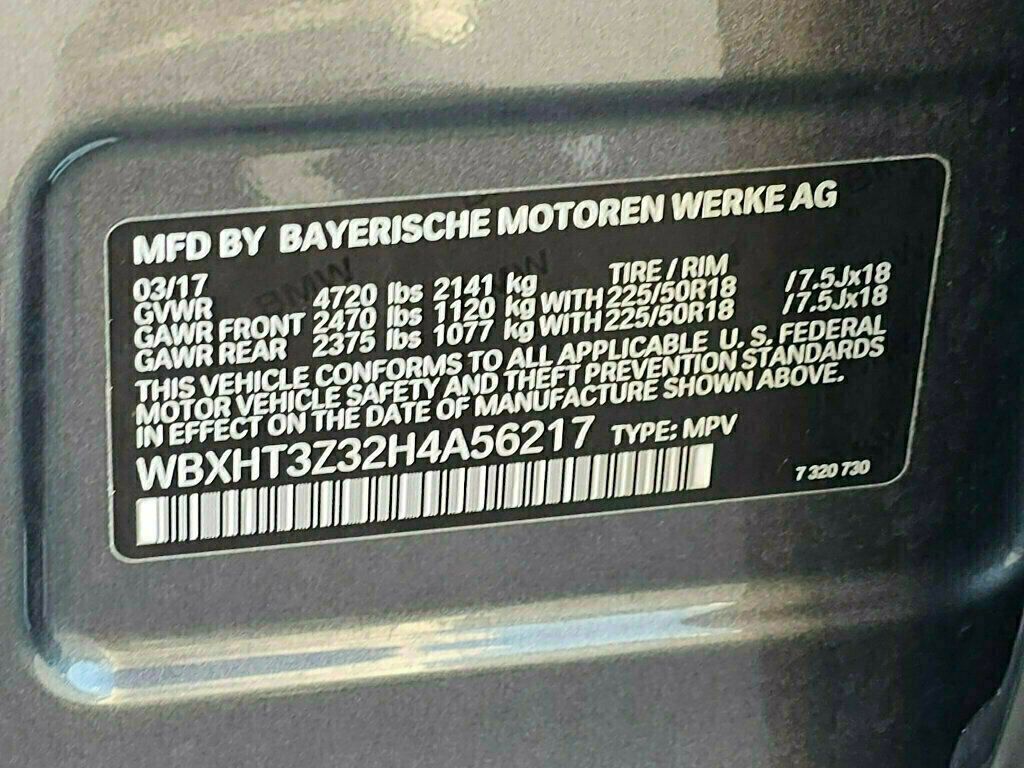 MFD BY BAYERISCHE MOTOREN WERKE AG
03/17 TIRE / RIM
GVWR 4720 lbs 2141 kg
GAWR FRONT 2470 lbs 1120 kg WITH 225/50R18 /7.5Jx18
GAWR REAR 2375 lbs 1077 kg WITH 225/50R18 /7.5Jx18
THIS VEHICLE CONFORMS TO ALL APPLICABLE U. S. FEDERAL
MOTOR VEHICLE SAFETY AND THEFT PREVENTION STANDARDS
IN EFFECT ON THE DATE OF MANUFACTURE SHOWN ABOVE.
WBXHT3Z32H4A56217 TYPE: MPV
7 320 730